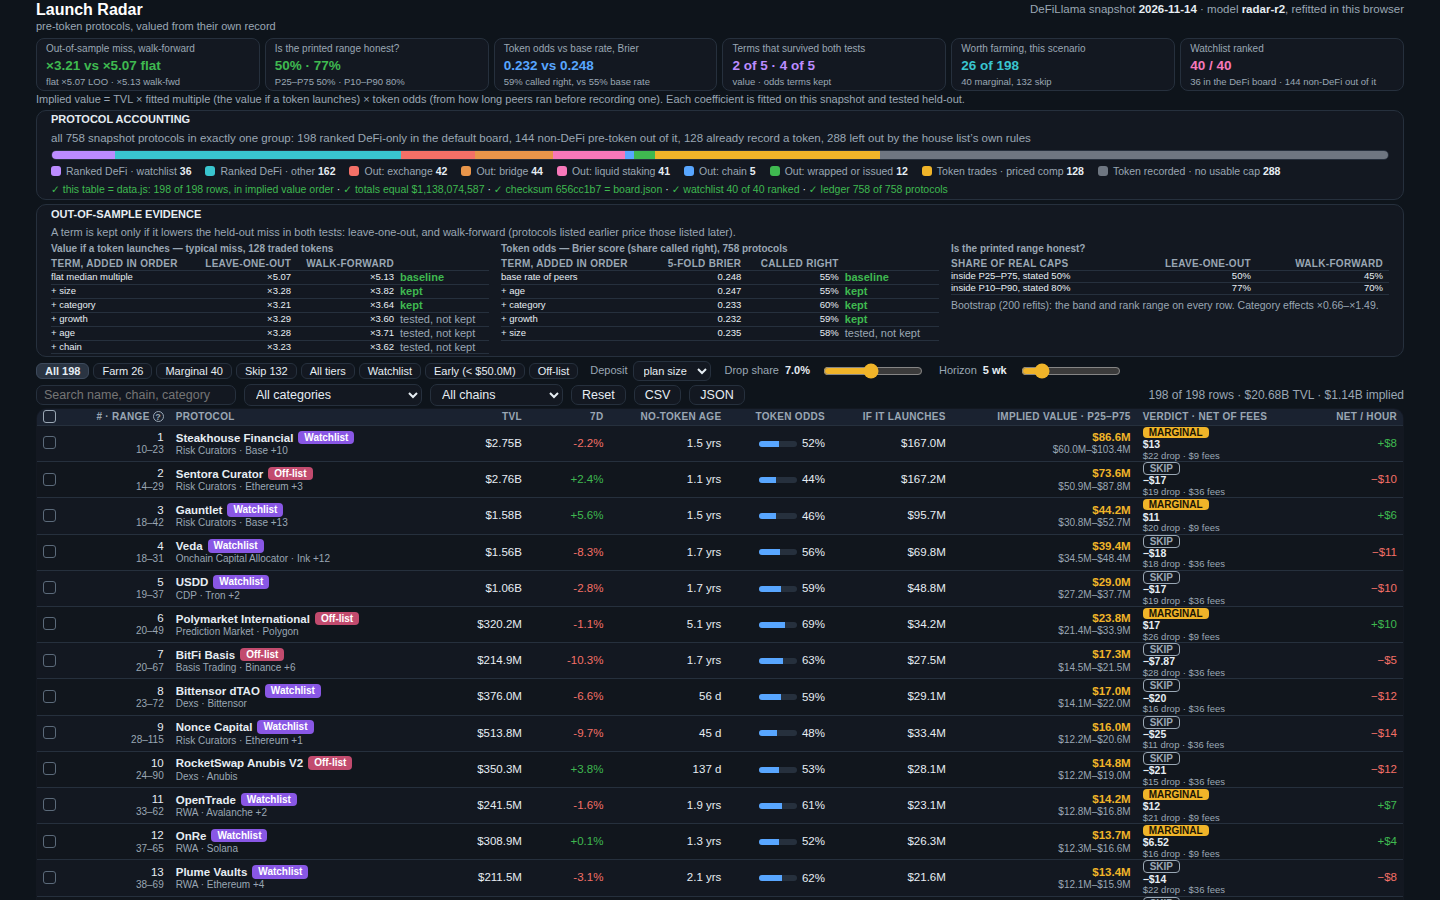 Launch Radar
DeFiLlama snapshot 2026-11-14 · model radar-r2, refitted in this browser
pre-token protocols, valued from their own record
Out-of-sample miss, walk-forward
×3.21 vs ×5.07 flat
flat ×5.07 LOO · ×5.13 walk-fwd
Is the printed range honest?
50% · 77%
P25–P75 50% · P10–P90 80%
Token odds vs base rate, Brier
0.232 vs 0.248
59% called right, vs 55% base rate
Terms that survived both tests
2 of 5 · 4 of 5
value · odds terms kept
Worth farming, this scenario
26 of 198
40 marginal, 132 skip
Watchlist ranked
40 / 40
36 in the DeFi board · 144 non-DeFi out of it
Implied value = TVL × fitted multiple (the value if a token launches) × token odds (from how long peers ran before recording one). Each coefficient is fitted on this snapshot and tested held-out.
PROTOCOL ACCOUNTING
all 758 snapshot protocols in exactly one group: 198 ranked DeFi-only in the default board, 144 non-DeFi pre-token out of it, 128 already record a token, 288 left out by the house list's own rules
Ranked DeFi · watchlist 36 Ranked DeFi · other 162 Out: exchange 42 Out: bridge 44 Out: liquid staking 41 Out: chain 5 Out: wrapped or issued 12 Token trades · priced comp 128 Token recorded · no usable cap 288
✓ this table = data.js: 198 of 198 rows, in implied value order · ✓ totals equal $1,138,074,587 · ✓ checksum 656cc1b7 = board.json · ✓ watchlist 40 of 40 ranked · ✓ ledger 758 of 758 protocols
OUT-OF-SAMPLE EVIDENCE
A term is kept only if it lowers the held-out miss in both tests: leave-one-out, and walk-forward (protocols listed earlier price those listed later).
Value if a token launches — typical miss, 128 traded tokens
TERM, ADDED IN ORDER LEAVE-ONE-OUT WALK-FORWARD
flat median multiple ×5.07 ×5.13 baseline
+ size ×3.28 ×3.82 kept
+ category ×3.21 ×3.64 kept
+ growth ×3.29 ×3.60 tested, not kept
+ age ×3.28 ×3.71 tested, not kept
+ chain ×3.23 ×3.62 tested, not kept
Token odds — Brier score (share called right), 758 protocols
TERM, ADDED IN ORDER 5-FOLD BRIER CALLED RIGHT
base rate of peers 0.248 55% baseline
+ age 0.247 55% kept
+ category 0.233 60% kept
+ growth 0.232 59% kept
+ size 0.235 58% tested, not kept
Is the printed range honest?
SHARE OF REAL CAPS LEAVE-ONE-OUT WALK-FORWARD
inside P25–P75, stated 50% 50% 45%
inside P10–P90, stated 80% 77% 70%
Bootstrap (200 refits): the band and rank range on every row. Category effects ×0.66–×1.49.
All 198 Farm 26 Marginal 40 Skip 132 All tiers Watchlist Early (< $50.0M) Off-list Deposit plan size Drop share 7.0% Horizon 5 wk
Search name, chain, category All categories All chains Reset CSV JSON 198 of 198 rows · $20.68B TVL · $1.14B implied
# · RANGE ? PROTOCOL TVL 7D NO-TOKEN AGE TOKEN ODDS IF IT LAUNCHES IMPLIED VALUE · P25–P75 VERDICT · NET OF FEES NET / HOUR
1 Steakhouse Financial Watchlist $2.75B -2.2% 1.5 yrs 52% $167.0M $86.6M MARGINAL $13 +$8
10–23 Risk Curators · Base +10 $60.0M–$103.4M $22 drop · $9 fees
2 Sentora Curator Off-list $2.76B +2.4% 1.1 yrs 44% $167.2M $73.6M SKIP −$17 −$10
14–29 Risk Curators · Ethereum +3 $50.9M–$87.8M $19 drop · $36 fees
3 Gauntlet Watchlist $1.58B +5.6% 1.5 yrs 46% $95.7M $44.2M MARGINAL $11 +$6
18–42 Risk Curators · Base +13 $30.8M–$52.7M $20 drop · $9 fees
4 Veda Watchlist $1.56B -8.3% 1.7 yrs 56% $69.8M $39.4M SKIP −$18 −$11
18–31 Onchain Capital Allocator · Ink +12 $34.5M–$48.4M $18 drop · $36 fees
5 USDD Watchlist $1.06B -2.8% 1.7 yrs 59% $48.8M $29.0M SKIP −$17 −$10
19–37 CDP · Tron +2 $27.2M–$37.7M $19 drop · $36 fees
6 Polymarket International Off-list $320.2M -1.1% 5.1 yrs 69% $34.2M $23.8M MARGINAL $17 +$10
20–49 Prediction Market · Polygon $21.4M–$33.9M $26 drop · $9 fees
7 BitFi Basis Off-list $214.9M -10.3% 1.7 yrs 63% $27.5M $17.3M SKIP −$7.87 −$5
20–67 Basis Trading · Binance +6 $14.5M–$21.5M $28 drop · $36 fees
8 Bittensor dTAO Watchlist $376.0M -6.6% 56 d 59% $29.1M $17.0M SKIP −$20 −$12
23–72 Dexs · Bittensor $14.1M–$22.0M $16 drop · $36 fees
9 Nonce Capital Watchlist $513.8M -9.7% 45 d 48% $33.4M $16.0M SKIP −$25 −$14
28–115 Risk Curators · Ethereum +1 $12.2M–$20.6M $11 drop · $36 fees
10 RocketSwap Anubis V2 Off-list $350.3M +3.8% 137 d 53% $28.1M $14.8M SKIP −$21 −$12
24–90 Dexs · Anubis $12.2M–$19.0M $15 drop · $36 fees
11 OpenTrade Watchlist $241.5M -1.6% 1.9 yrs 61% $23.1M $14.2M MARGINAL $12 +$7
33–62 RWA · Avalanche +2 $12.8M–$16.8M $21 drop · $9 fees
12 OnRe Watchlist $308.9M +0.1% 1.3 yrs 52% $26.3M $13.7M MARGINAL $6.52 +$4
37–65 RWA · Solana $12.3M–$16.6M $16 drop · $9 fees
13 Plume Vaults Watchlist $211.5M -3.1% 2.1 yrs 62% $21.6M $13.4M SKIP −$14 −$8
38–69 RWA · Ethereum +4 $12.1M–$15.9M $22 drop · $36 fees